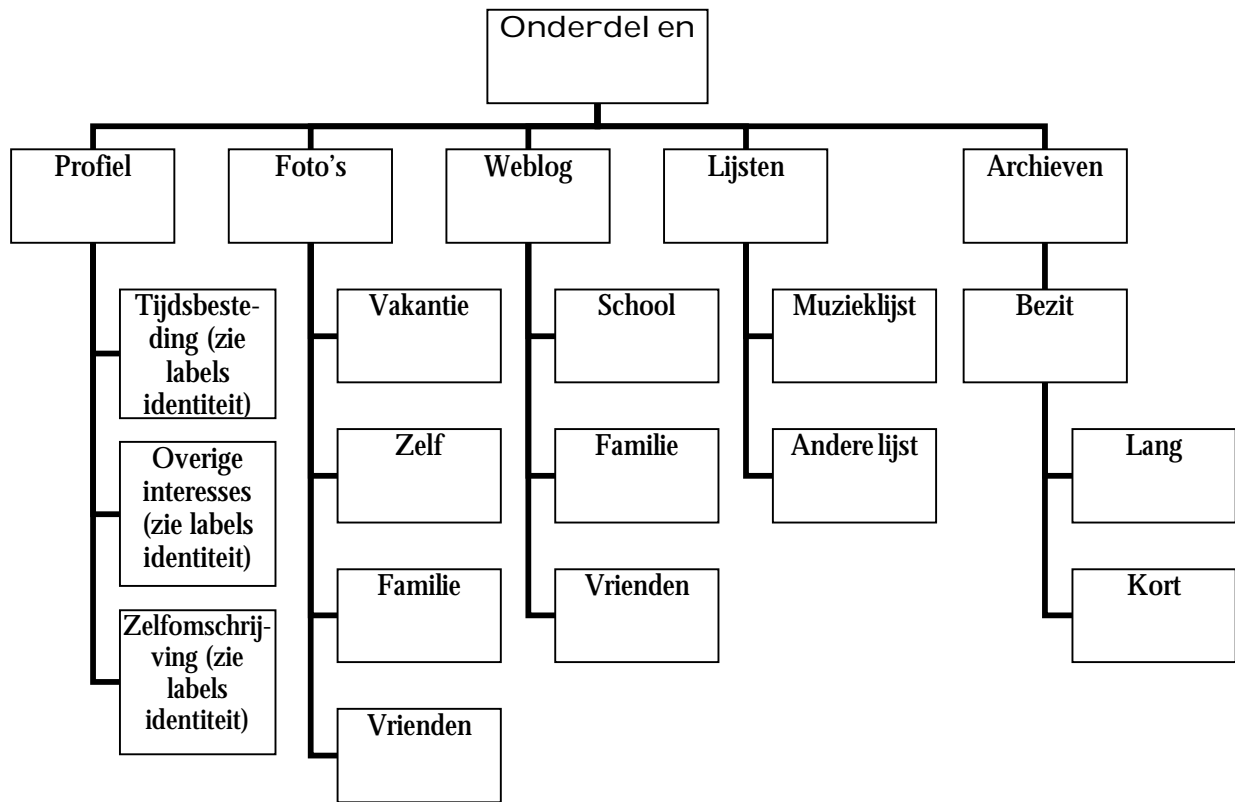 Onderdelen
Profiel
Foto's
Weblog
Lijsten
Archieven
Tijdsbeste-
ding (zie
labels
identiteit)
Overige
interesses
(zie labels
identiteit)
Zelfomschrij-
ving (zie
labels
identiteit)
Vakantie
Zelf
Familie
Vrienden
School
Familie
Vrienden
Muzieklijst
Andere lijst
Bezit
Lang
Kort